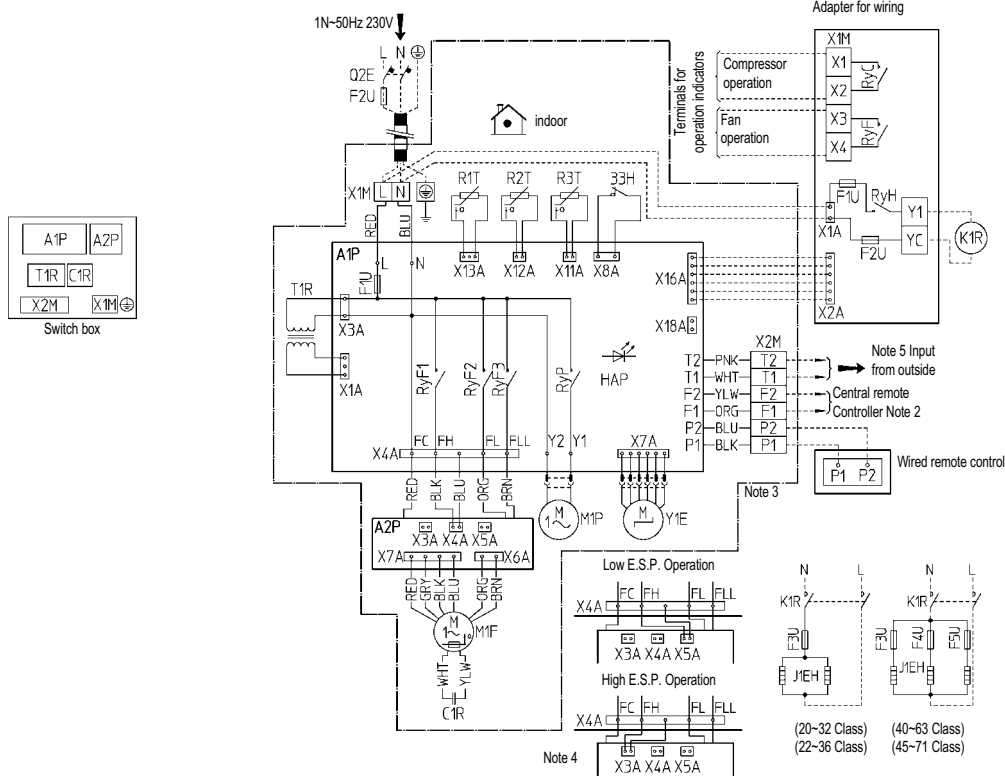 1N~50Hz 230V
L N
Q2E
F2U
indoor
Adapter for wiring
X1M
Terminals for
operation indicators
Compressor
operation
Fan
operation
X1
X2
X3
X4
RyC
RyF
F1U
RyH
X1A
Y1
YC
F2U
K1R
X2A
X1M
L
N
RED
BLU
R1T
R2T
R3T
33H
X13A
X12A
X11A
X8A
X16A
X18A
A1P
L
N
F1U
T1R
X3A
X1A
RyF1
RyF2
RyF3
RyP
HAP
A1P
A2P
T1R
C1R
X2M
X1M
Switch box
X2M
T2 PNK T2
T1 WHT T1
F2 YLW F2
F1 ORG F1
P2 BLU P2
P1 BLK P1
Note 5 Input
from outside
Central remote
Controller Note 2
P1 P2
Wired remote control
Note 3
X4A
FC
FH
FL
FLL
Y2
Y1
X7A
RED
BLK
BLU
ORG
BRN
M
1~
M1P
M
Y1E
A2P
X3A X4A X5A
X7A
X6A
RED
GRY
BLK
BLU
ORG
BRN
M
1~
M1F
WHT
YLW
C1R
Low E.S.P. Operation
FC FH FL FLL
X4A
X3A X4A X5A
High E.S.P. Operation
FC FH FL FLL
X4A
X3A X4A X5A
Note 4
N L
K1R
F3U
J1EH
(20~32 Class)
(22~36 Class)
N L
K1R
F3U
F4U
F5U
J1EH
(40~63 Class)
(45~71 Class)